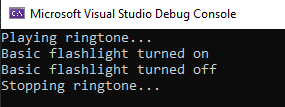 Microsoft Visual Studio Debug Console
Playing ringtone...
Basic flashlight turned on
Basic flashlight turned off
Stopping ringtone...